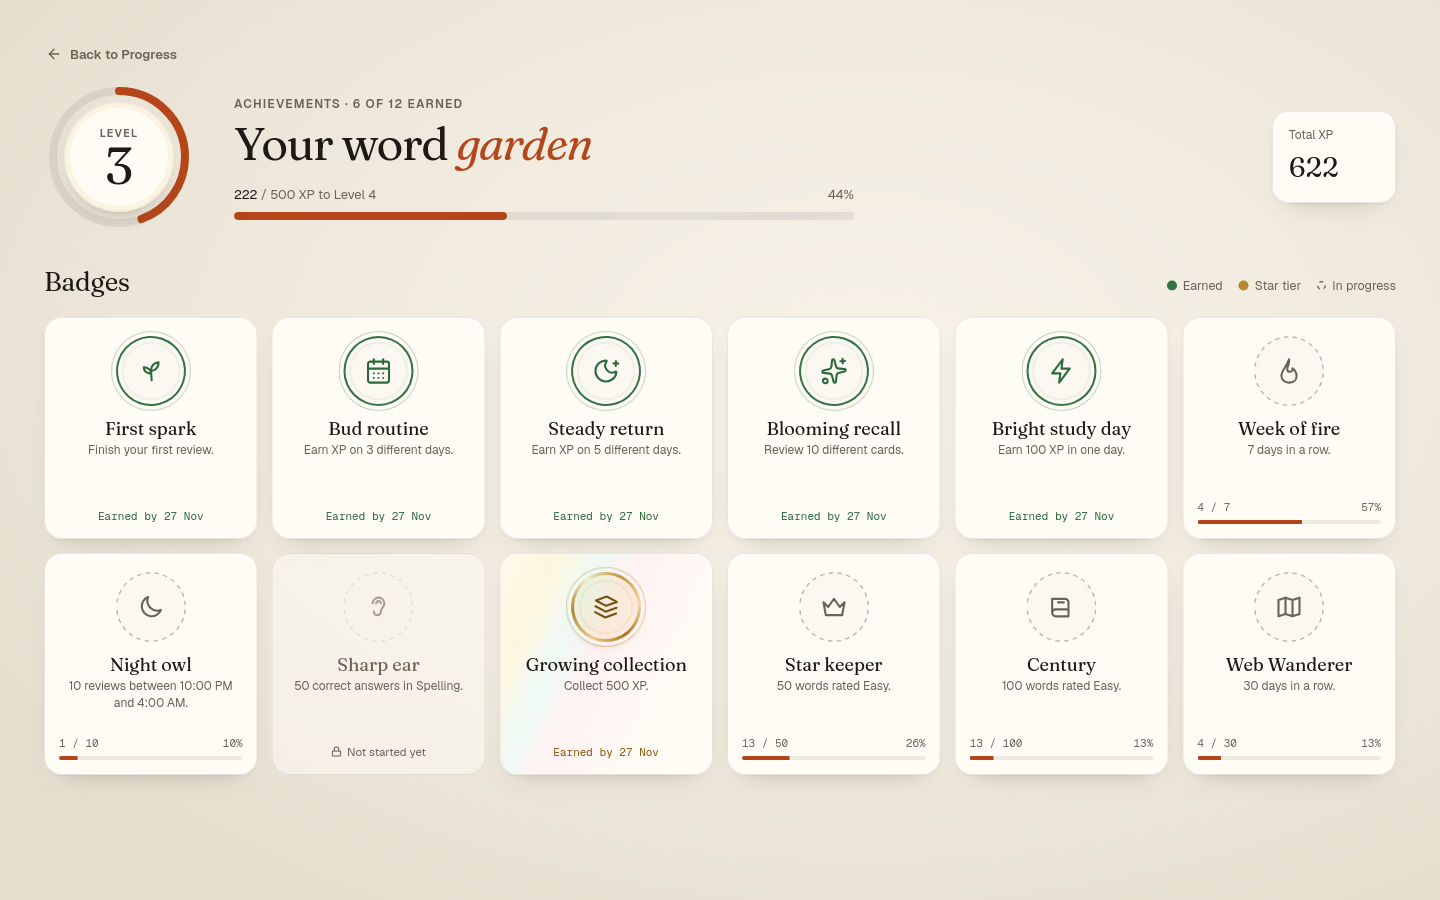 Back to Progress
LEVEL
3
ACHIEVEMENTS · 6 OF 12 EARNED
Your word garden
222 / 500 XP to Level 4
44%
Total XP
622
Badges
Earned
Star tier
In progress
First spark
Finish your first review.
Earned by 27 Nov
Bud routine
Earn XP on 3 different days.
Earned by 27 Nov
Steady return
Earn XP on 5 different days.
Earned by 27 Nov
Blooming recall
Review 10 different cards.
Earned by 27 Nov
Bright study day
Earn 100 XP in one day.
Earned by 27 Nov
Week of fire
7 days in a row.
4 / 7
57%
Night owl
10 reviews between 10:00 PM
and 4:00 AM.
1 / 10
10%
Sharp ear
50 correct answers in Spelling.
Not started yet
Growing collection
Collect 500 XP.
Earned by 27 Nov
Star keeper
50 words rated Easy.
13 / 50
26%
Century
100 words rated Easy.
13 / 100
13%
Web Wanderer
30 days in a row.
4 / 30
13%